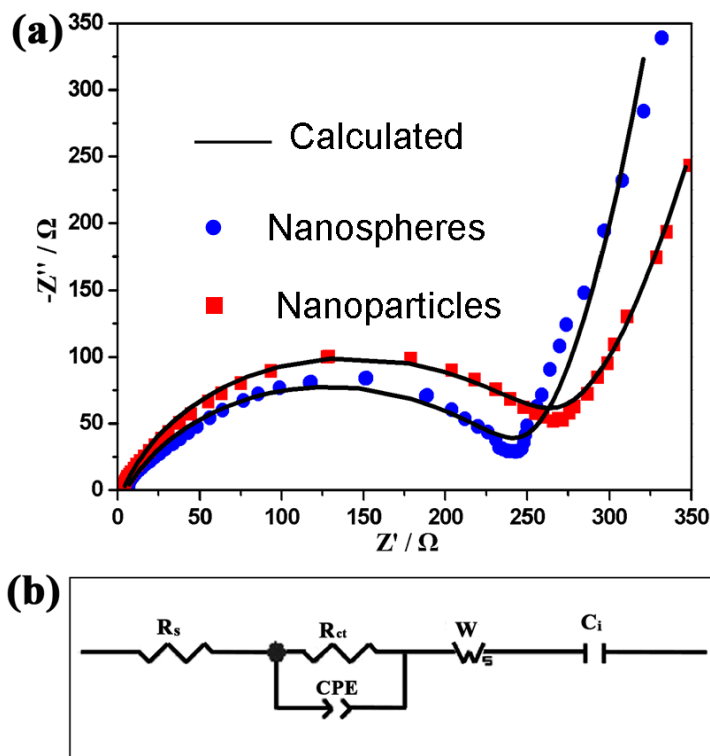 (a)
350
300
250
200
150
100
50
0
-Z'' / Ω
Calculated
Nanospheres
Nanoparticles
0 50 100 150 200 250 300 350
Z' / Ω
(b)
Rs Rct W s Ci
CPE